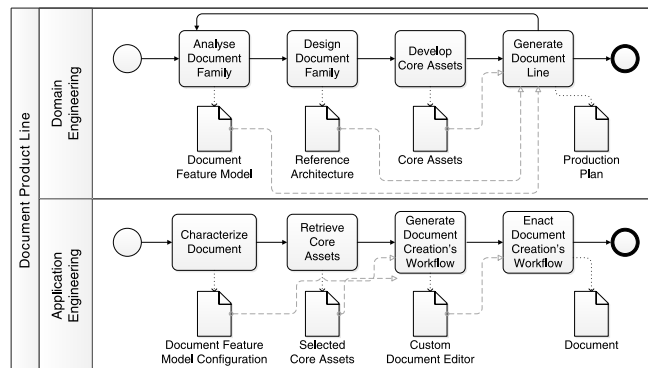 Document Product Line
Domain
Engineering
Analyse
Document
Family
Design
Document
Family
Develop
Core Assets
Generate
Document
Line
Document
Feature Model
Reference
Architecture
Core Assets
Production
Plan
Application
Engineering
Characterize
Document
Retrieve
Core
Assets
Generate
Document
Creation's
Workflow
Enact
Document
Creation's
Workflow
Document Feature
Model Configuration
Selected
Core Assets
Custom
Document Editor
Document